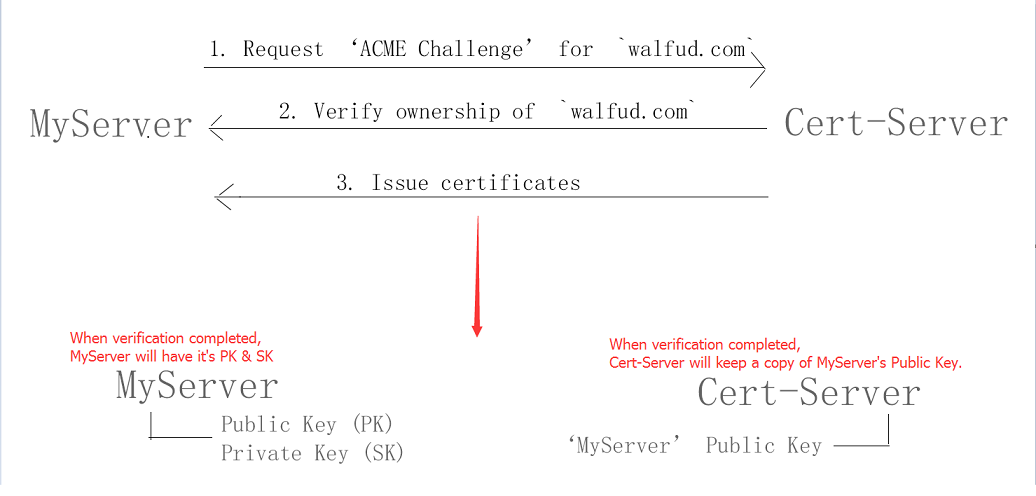 1. Request ‘ACME Challenge’ for `walfud.com`
2. Verify ownership of `walfud.com`
MyServer
Cert-Server
3. Issue certificates
When verification completed,
MyServer will have it's PK & SK
MyServer
Public Key (PK)
Private Key (SK)
When verification completed,
Cert-Server will keep a copy of MyServer's Public Key.
Cert-Server
‘MyServer’ Public Key